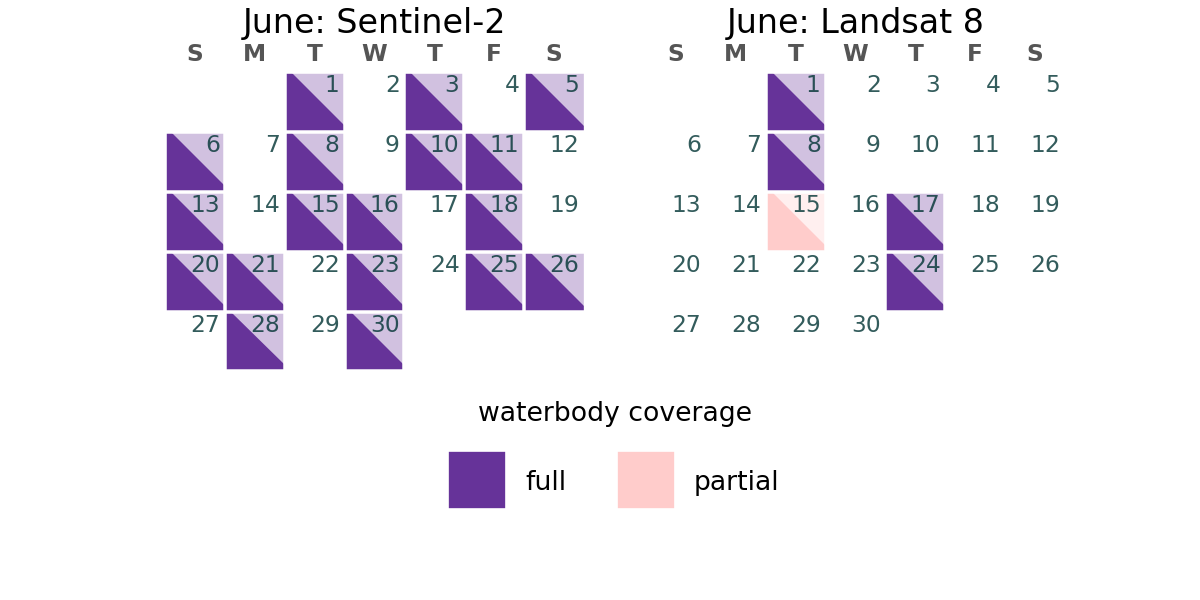 June: Sentinel-2
S M T W T F S
1 2 3 4 5
6 7 8 9 10 11 12
13 14 15 16 17 18 19
20 21 22 23 24 25 26
27 28 29 30
June: Landsat 8
S M T W T F S
1 2 3 4 5
6 7 8 9 10 11 12
13 14 15 16 17 18 19
20 21 22 23 24 25 26
27 28 29 30
waterbody coverage
full
partial